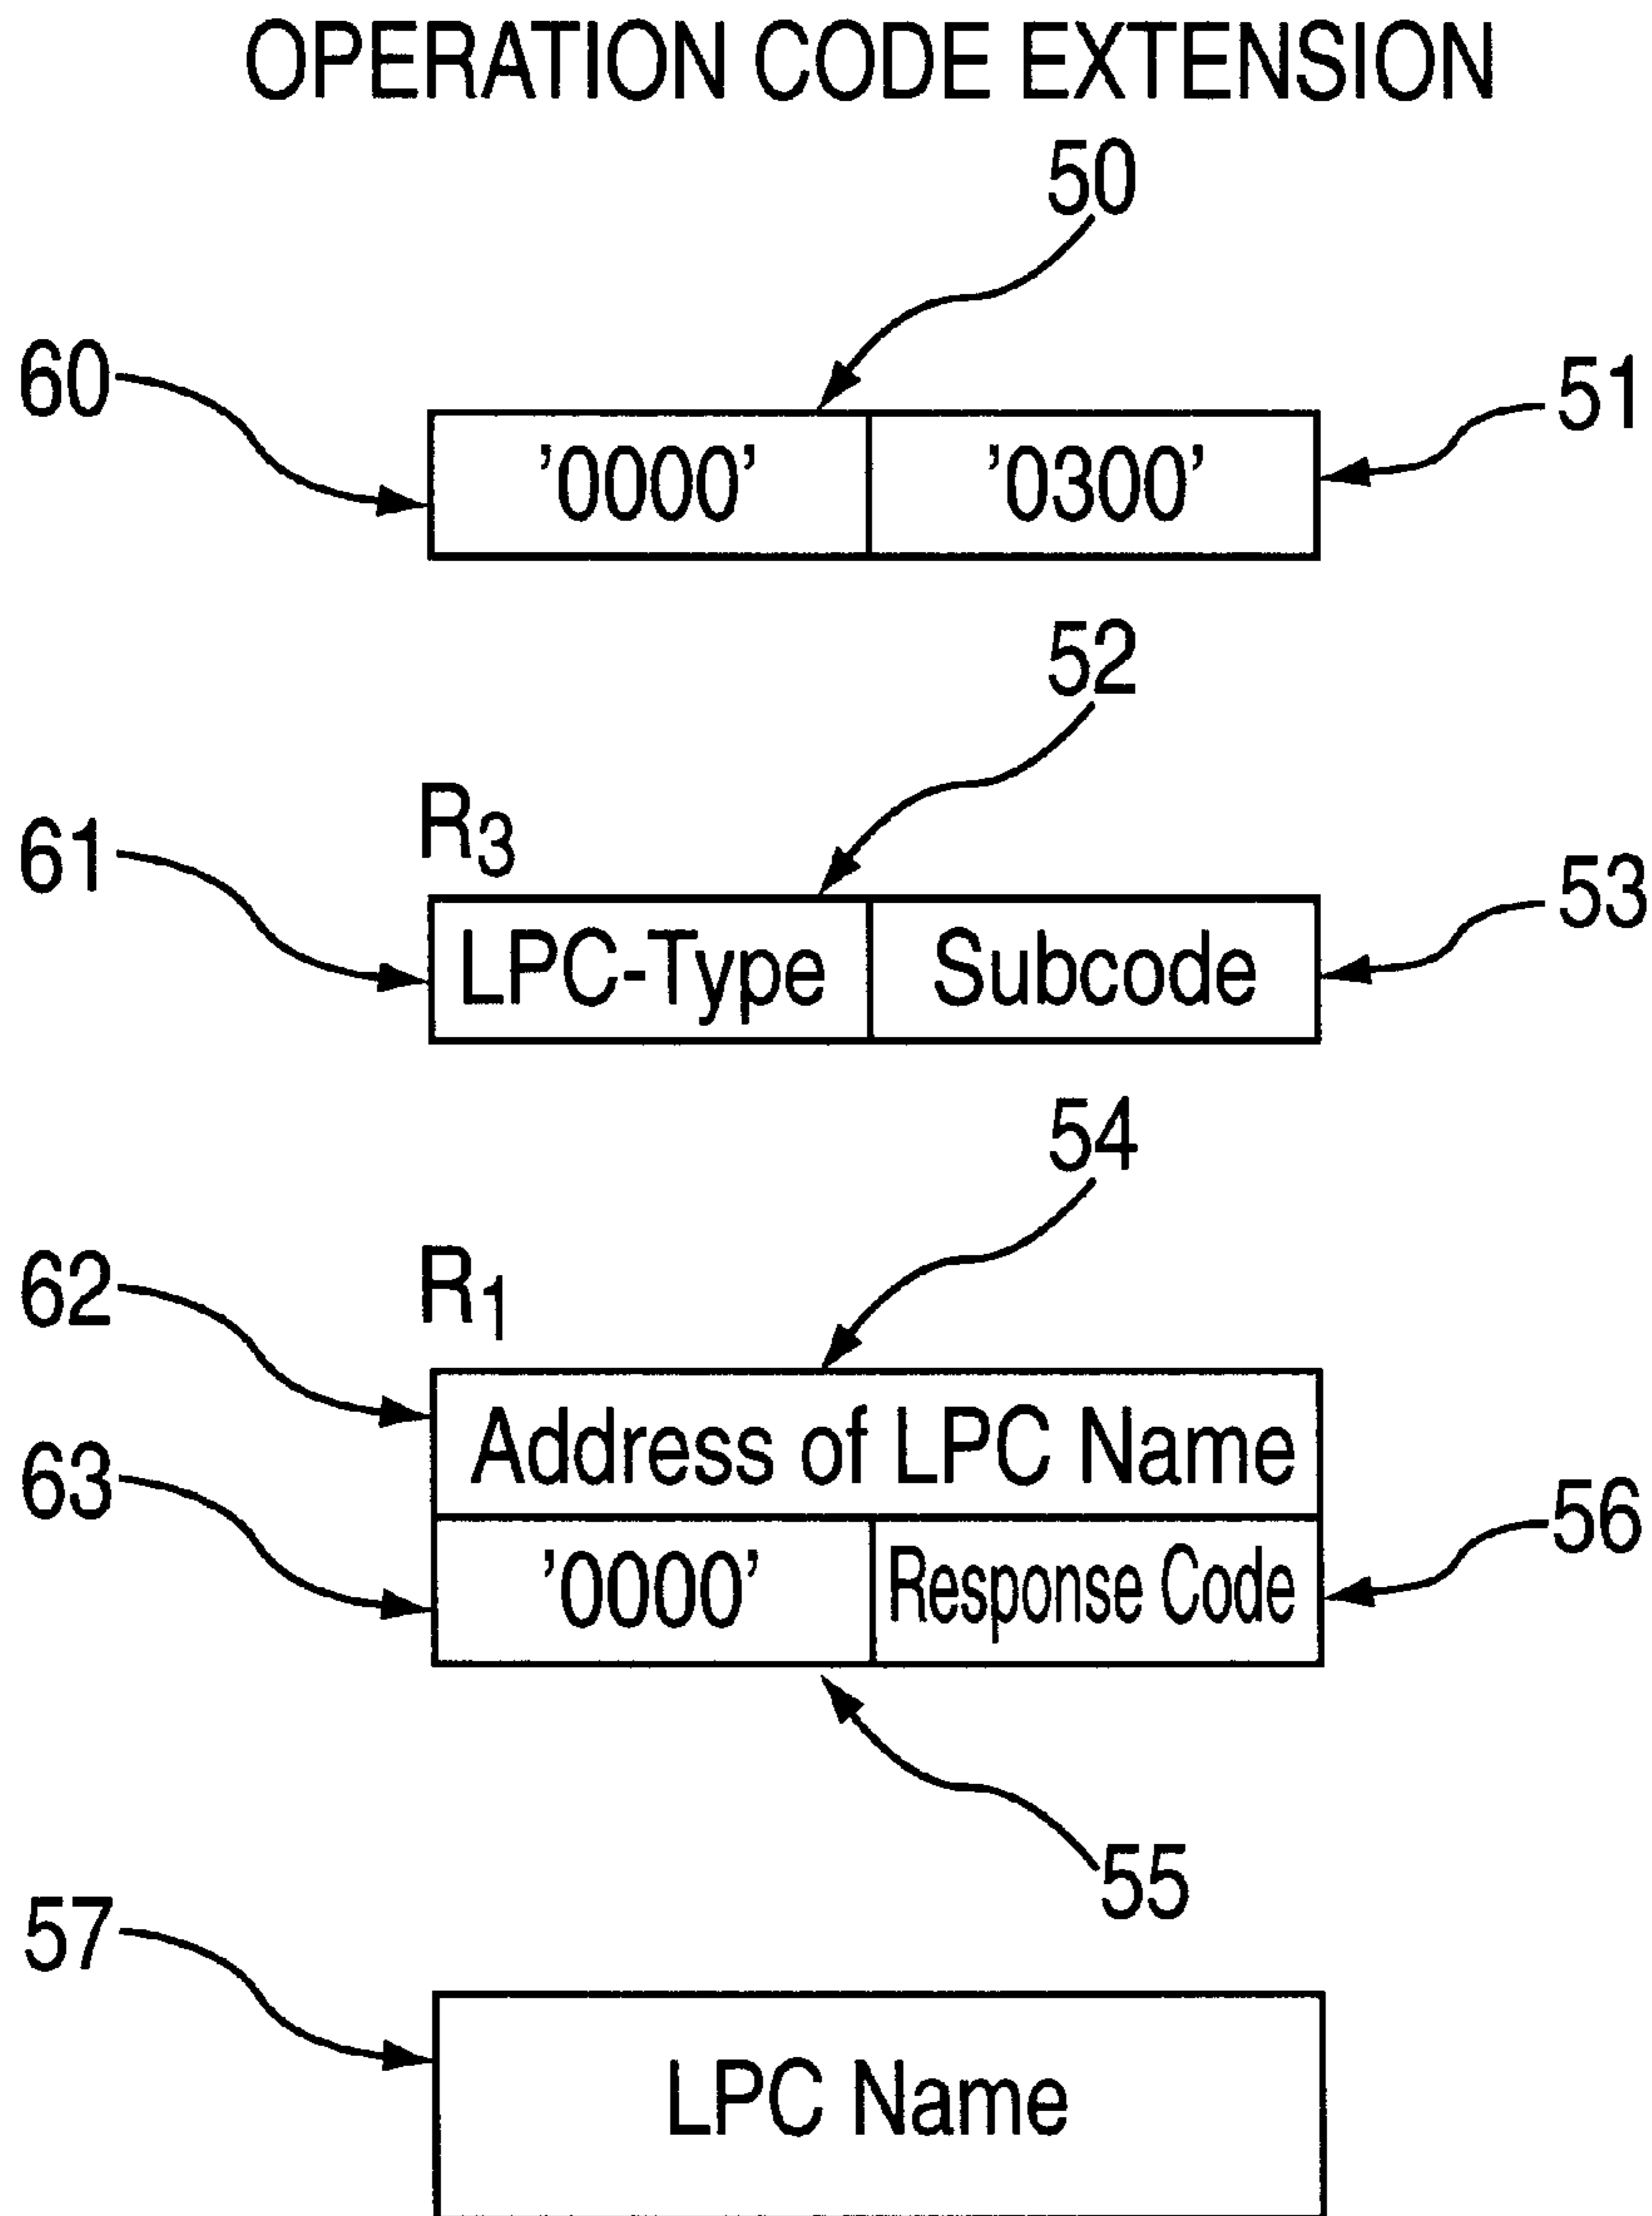 OPERATION CODE EXTENSION
50
60
51
'0000' '0300'
52
R3
61
53
LPC-Type Subcode
54
R1
62
Address of LPC Name
63
56
'0000' Response Code
55
57
LPC Name